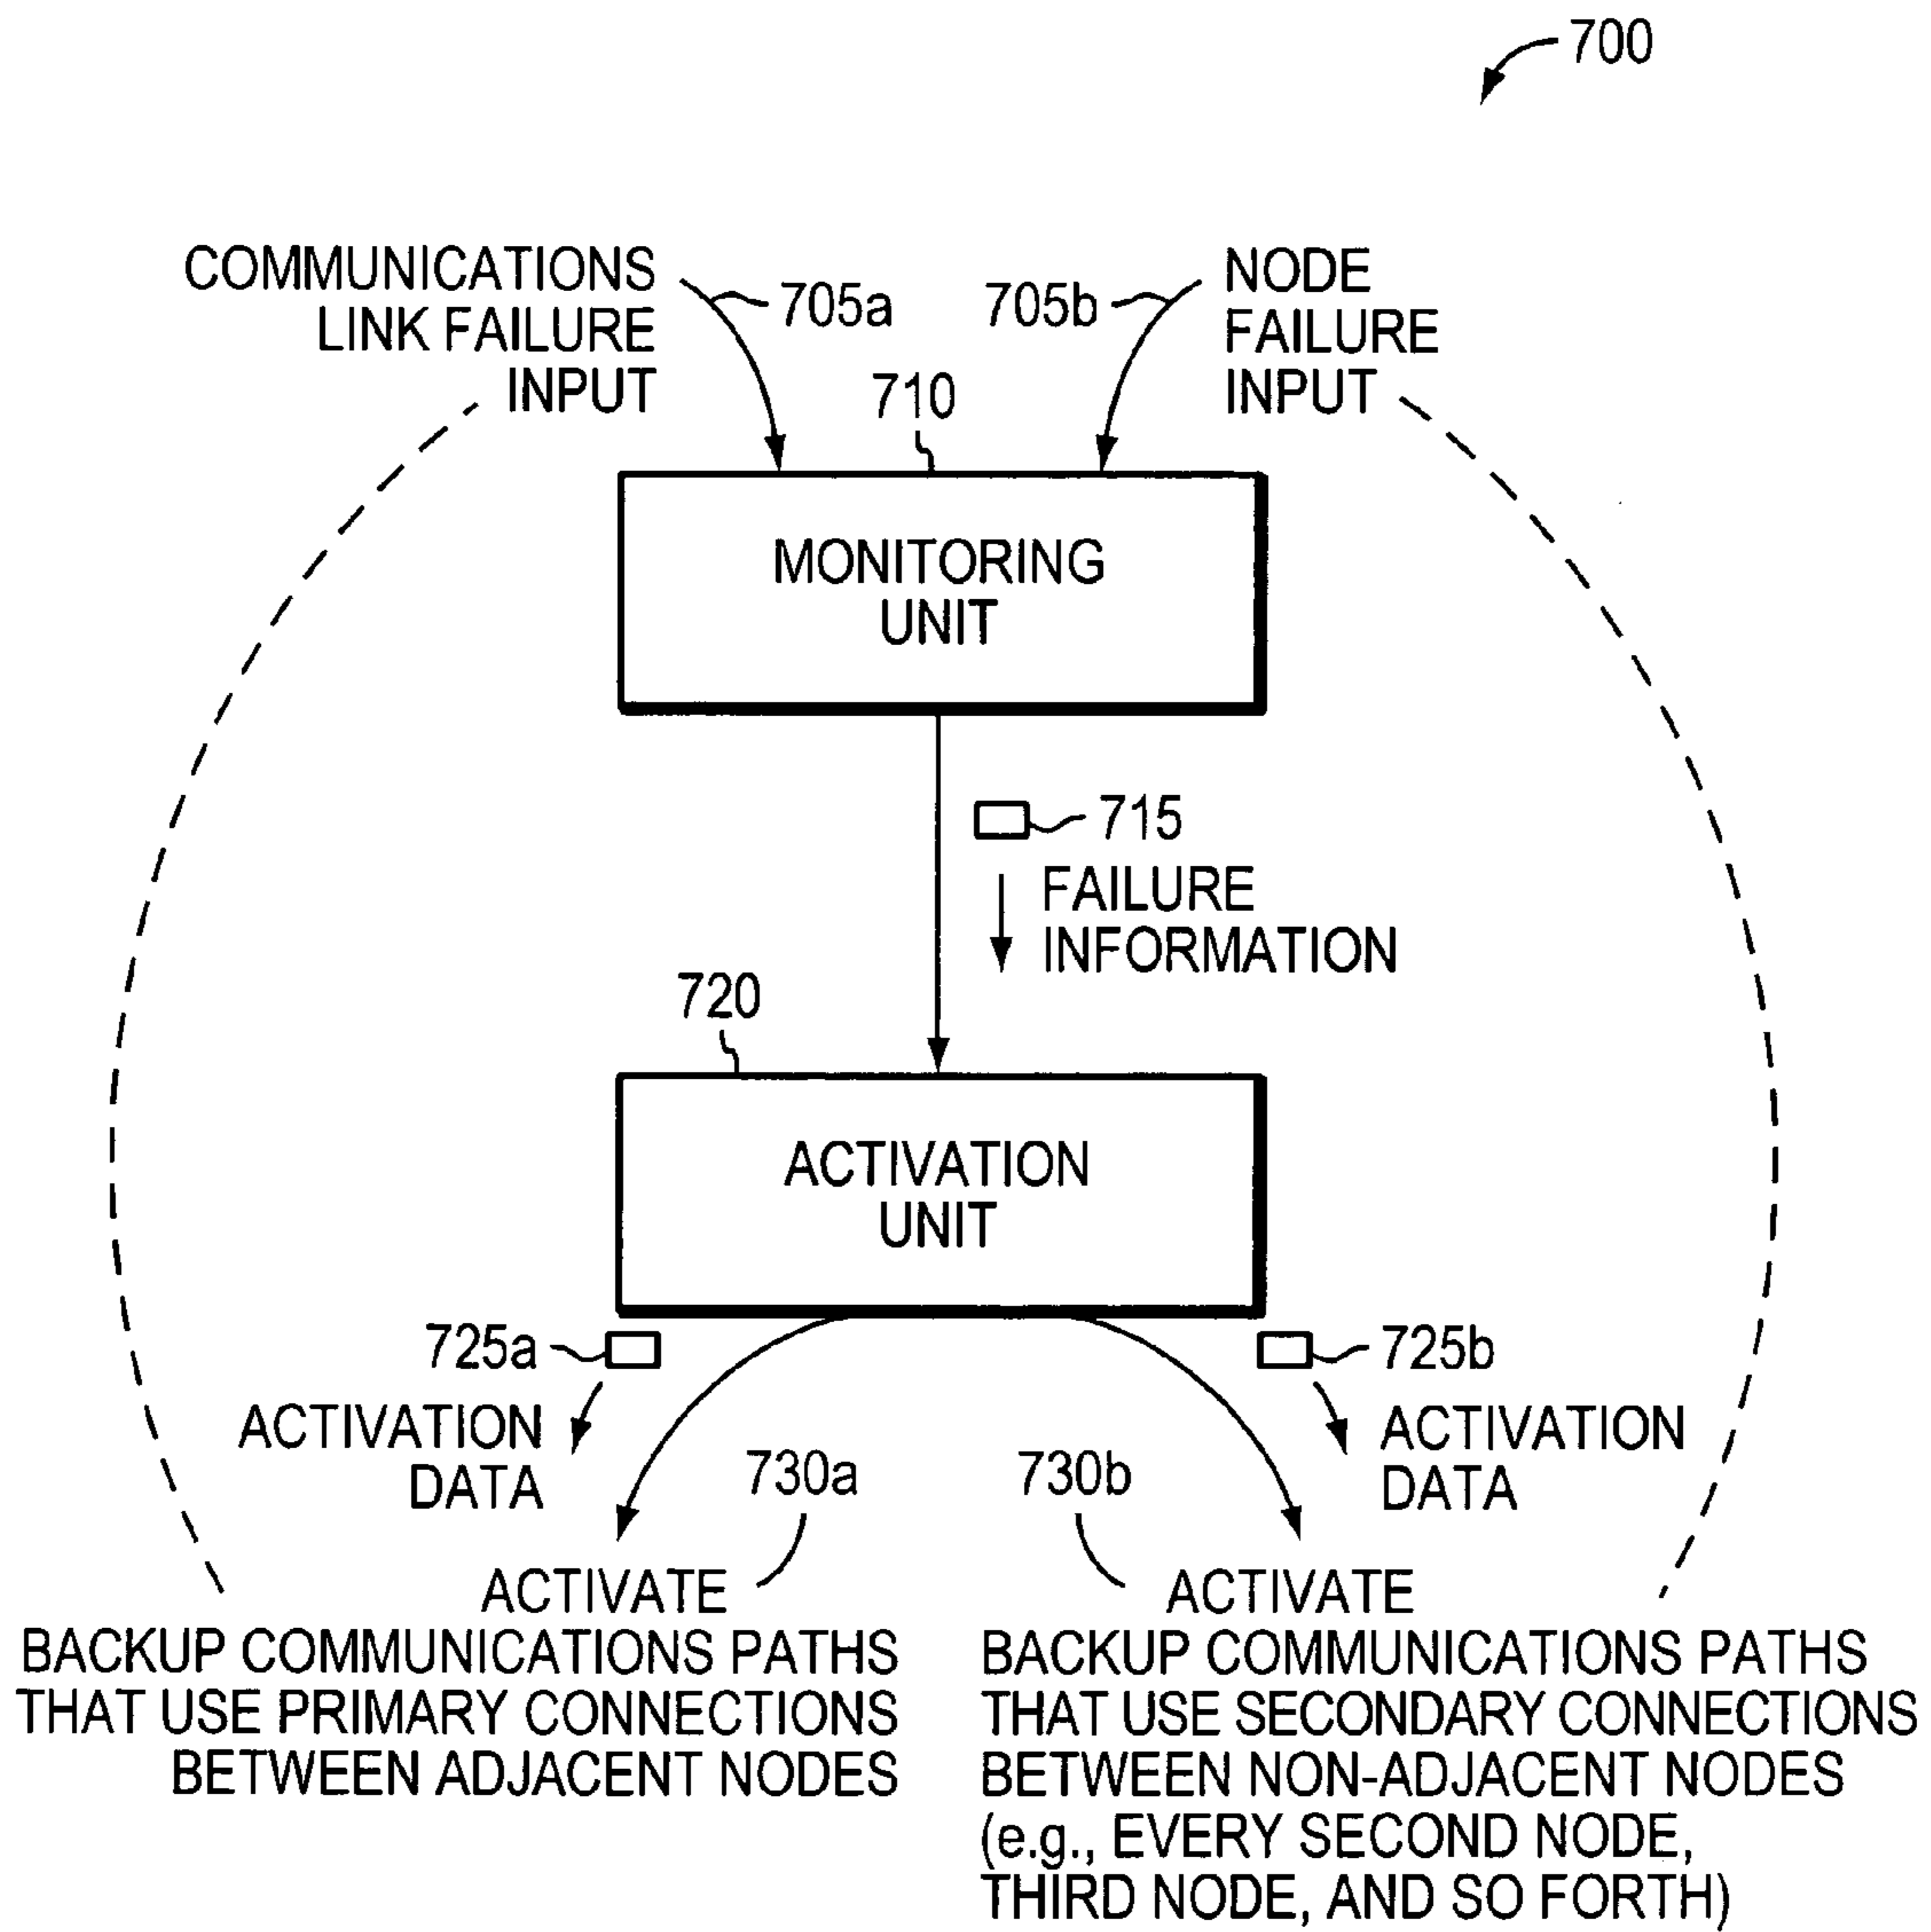 700
COMMUNICATIONS
LINK FAILURE
INPUT
705a
705b
NODE
FAILURE
INPUT
710
MONITORING
UNIT
715
FAILURE
INFORMATION
720
ACTIVATION
UNIT
725a
ACTIVATION
DATA
725b
ACTIVATION
DATA
730a
730b
ACTIVATE
BACKUP COMMUNICATIONS PATHS
THAT USE PRIMARY CONNECTIONS
BETWEEN ADJACENT NODES
ACTIVATE
BACKUP COMMUNICATIONS PATHS
THAT USE SECONDARY CONNECTIONS
BETWEEN NON-ADJACENT NODES
(e.g., EVERY SECOND NODE,
THIRD NODE, AND SO FORTH)